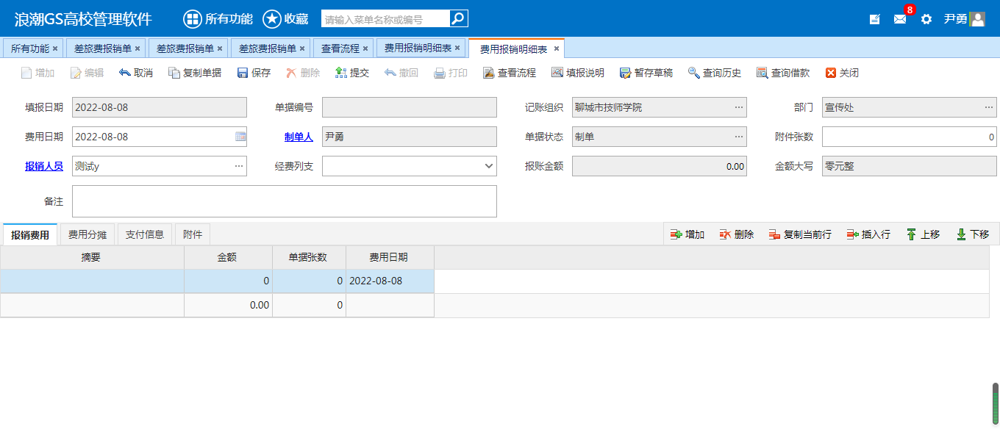 浪潮GS高校管理软件 所有功能 收藏 请输入菜单名称或编号 8 尹勇
所有功能 × 差旅费报销单 × 差旅费报销单 × 差旅费报销单 × 查看流程 × 费用报销明细表 × 费用报销明细表 ×
增加 编辑 取消 复制单据 保存 删除 提交 撤回 打印 查看流程 填报说明 暂存草稿 查询历史 查询借款 关闭
填报日期 2022-08-08 单据编号 记账组织 聊城市技师学院 ... 部门 宣传处 ...
费用日期 2022-08-08 制单人 尹勇 单据状态 制单 ... 附件张数 0
报销人员 测试y ... 经费列支 报账金额 0.00 金额大写 零元整
备注
报销费用 费用分摊 支付信息 附件 增加 删除 复制当前行 插入行 上移 下移
摘要 金额 单据张数 费用日期
0 0 2022-08-08
0.00 0